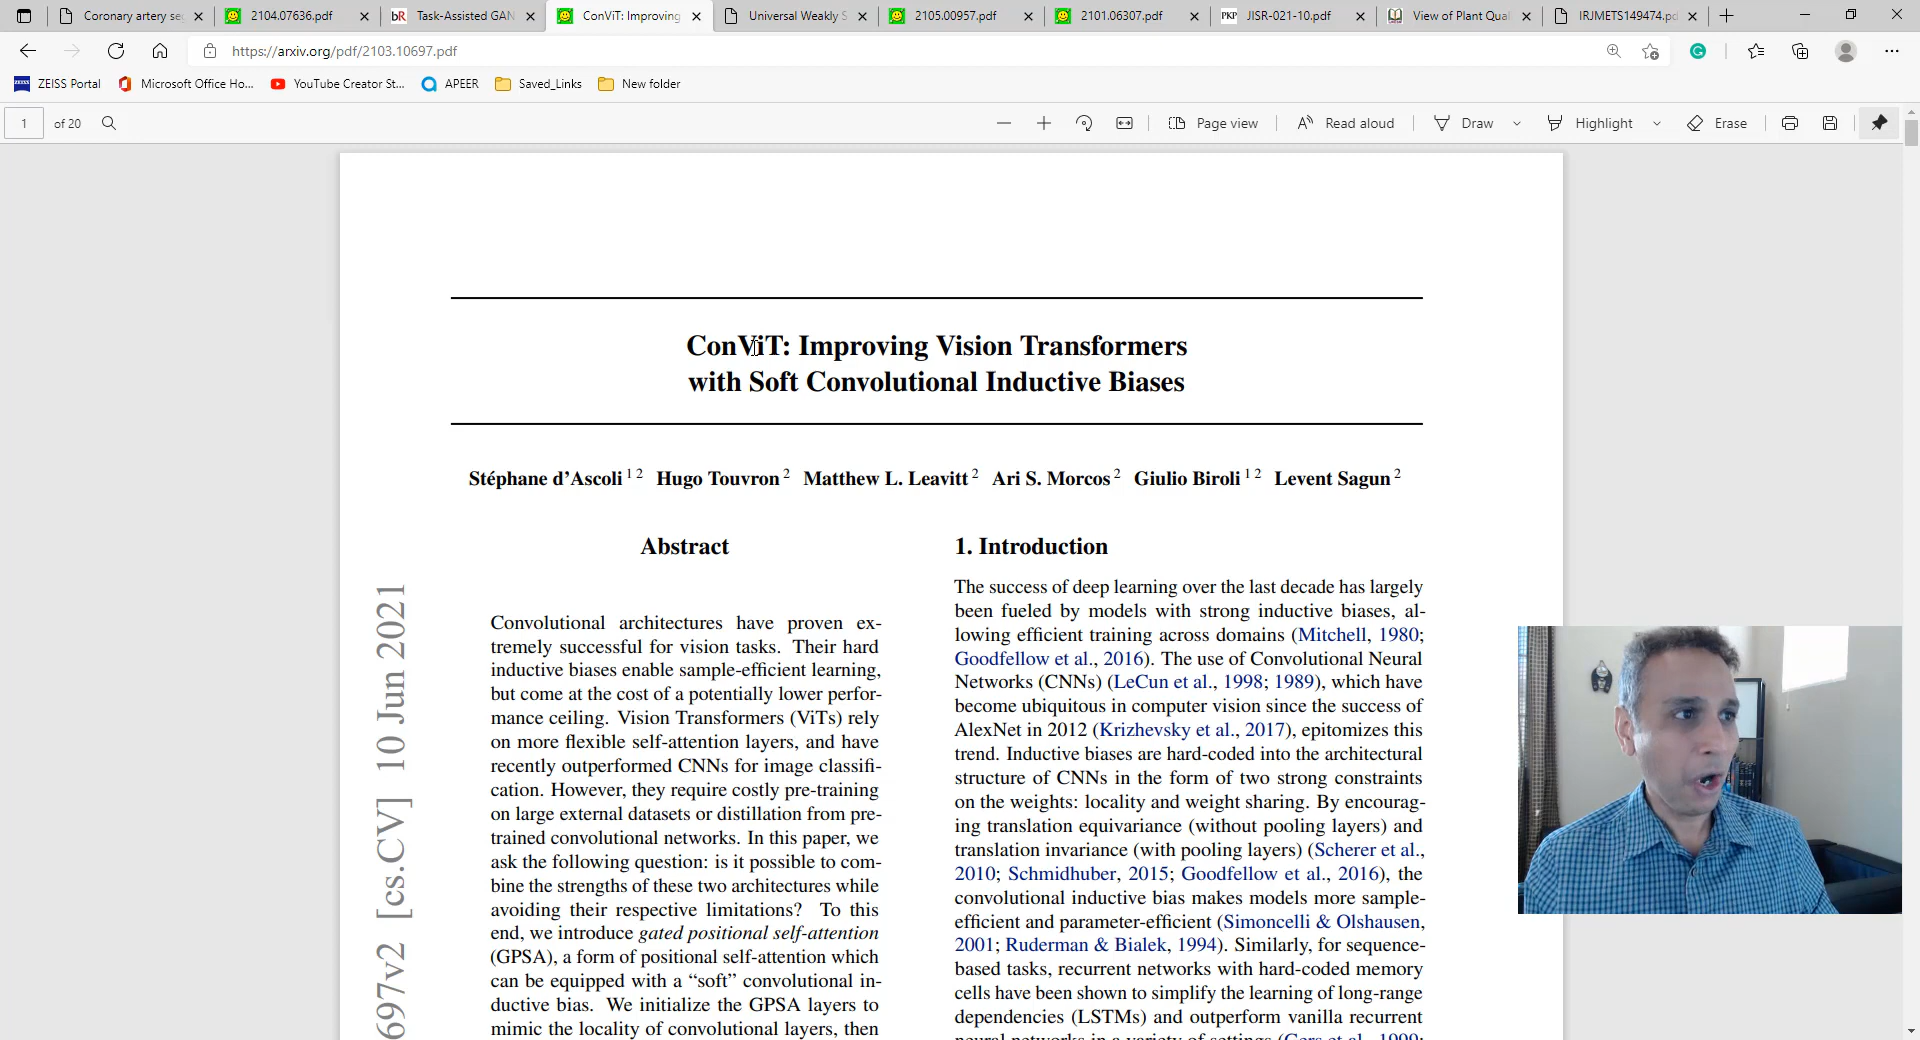 Coronary artery se
2104.07636.pdf
bR Task-Assisted GAN
ConViT: Improving
Universal Weakly S
2105.00957.pdf
2101.06307.pdf
PKP JISR-021-10.pdf
View of Plant Qual
IRJMETS149474.pd
https://arxiv.org/pdf/2103.10697.pdf
ZEISS Portal
Microsoft Office Ho...
YouTube Creator St...
APEER
Saved_Links
New folder
1 of 20
Page view
Read aloud
Draw
Highlight
Erase
ConViT: Improving Vision Transformers
with Soft Convolutional Inductive Biases
Stéphane d'Ascoli 1 2 Hugo Touvron 2 Matthew L. Leavitt 2 Ari S. Morcos 2 Giulio Biroli 1 2 Levent Sagun 2
Abstract
Convolutional architectures have proven ex-
tremely successful for vision tasks. Their hard
inductive biases enable sample-efficient learning,
but come at the cost of a potentially lower perfor-
mance ceiling. Vision Transformers (ViTs) rely
on more flexible self-attention layers, and have
recently outperformed CNNs for image classifi-
cation. However, they require costly pre-training
on large external datasets or distillation from pre-
trained convolutional networks. In this paper, we
ask the following question: is it possible to com-
bine the strengths of these two architectures while
avoiding their respective limitations? To this
end, we introduce gated positional self-attention
(GPSA), a form of positional self-attention which
can be equipped with a “soft” convolutional in-
ductive bias. We initialize the GPSA layers to
mimic the locality of convolutional layers, then
1. Introduction
The success of deep learning over the last decade has largely
been fueled by models with strong inductive biases, al-
lowing efficient training across domains (Mitchell, 1980;
Goodfellow et al., 2016). The use of Convolutional Neural
Networks (CNNs) (LeCun et al., 1998; 1989), which have
become ubiquitous in computer vision since the success of
AlexNet in 2012 (Krizhevsky et al., 2017), epitomizes this
trend. Inductive biases are hard-coded into the architectural
structure of CNNs in the form of two strong constraints
on the weights: locality and weight sharing. By encourag-
ing translation equivariance (without pooling layers) and
translation invariance (with pooling layers) (Scherer et al.,
2010; Schmidhuber, 2015; Goodfellow et al., 2016), the
convolutional inductive bias makes models more sample-
efficient and parameter-efficient (Simoncelli & Olshausen,
2001; Ruderman & Bialek, 1994). Similarly, for sequence-
based tasks, recurrent networks with hard-coded memory
cells have been shown to simplify the learning of long-range
dependencies (LSTMs) and outperform vanilla recurrent
neural networks in a variety of settings (Gers et al., 1999;
697v2 [cs.CV] 10 Jun 2021